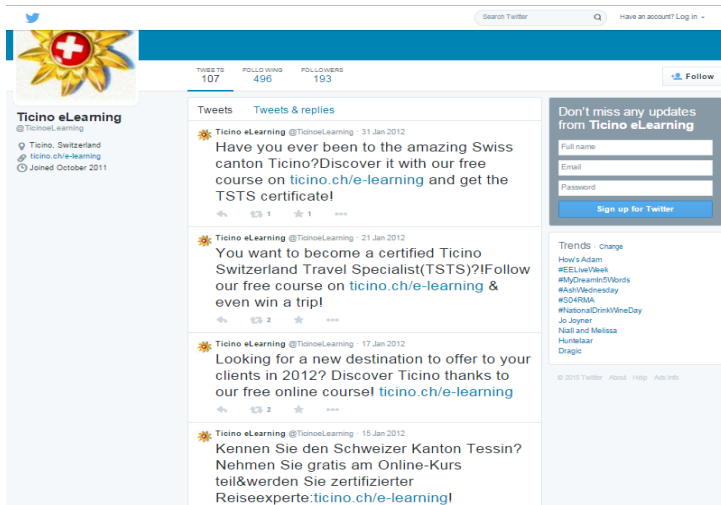 Search Twitter
Have an account? Log in
TWEETS
107
FOLLOWING
496
FOLLOWERS
193
Follow
Ticino eLearning
@TicinoeLearning
Ticino, Switzerland
ticino.ch/e-learning
Joined October 2011
Tweets
Tweets & replies
Ticino eLearning @TicinoeLearning · 31 Jan 2012
Have you ever been to the amazing Swiss
canton Ticino?Discover it with our free
course on ticino.ch/e-learning and get the
TSTS certificate!
1
1
Ticino eLearning @TicinoeLearning · 21 Jan 2012
You want to become a certified Ticino
Switzerland Travel Specialist(TSTS)?!Follow
our free course on ticino.ch/e-learning &
even win a trip!
2
Ticino eLearning @TicinoeLearning · 17 Jan 2012
Looking for a new destination to offer to your
clients in 2012? Discover Ticino thanks to
our free online course! ticino.ch/e-learning
2
Ticino eLearning @TicinoeLearning · 15 Jan 2012
Kennen Sie den Schweizer Kanton Tessin?
Nehmen Sie gratis am Online-Kurs
teil&werden Sie zertifizierter
Reiseexperte:ticino.ch/e-learning!
Don't miss any updates
from Ticino eLearning
Full name
Email
Password
Sign up for Twitter
Trends · Change
How's Adam
#EELiveWeek
#MyDreamIn5Words
#AshWednesday
#S04RMA
#NationalDrinkWineDay
Jo Joyner
Niall and Melissa
Huntelaar
Dragic
© 2015 Twitter About Help Ads info